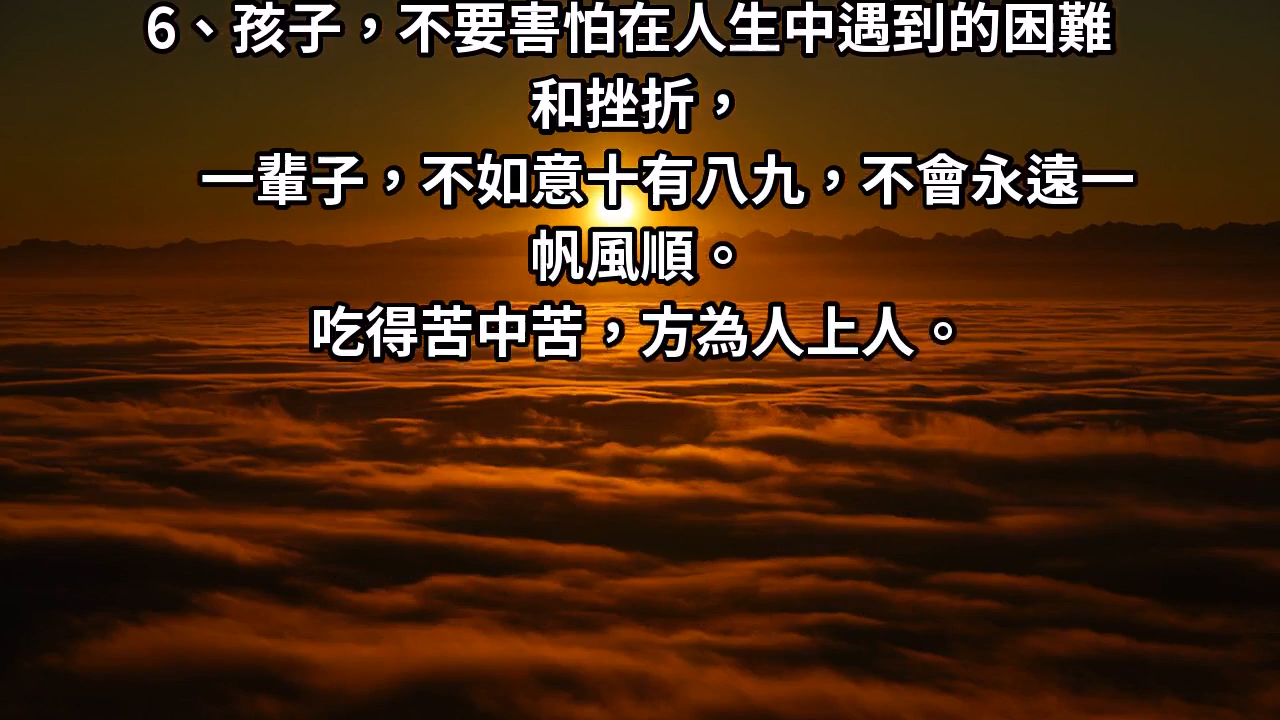 6、孩子，不要害怕在人生中遇到的困難
和挫折，
一輩子，不如意十有八九，不會永遠一
帆風順。
吃得苦中苦，方為人上人。